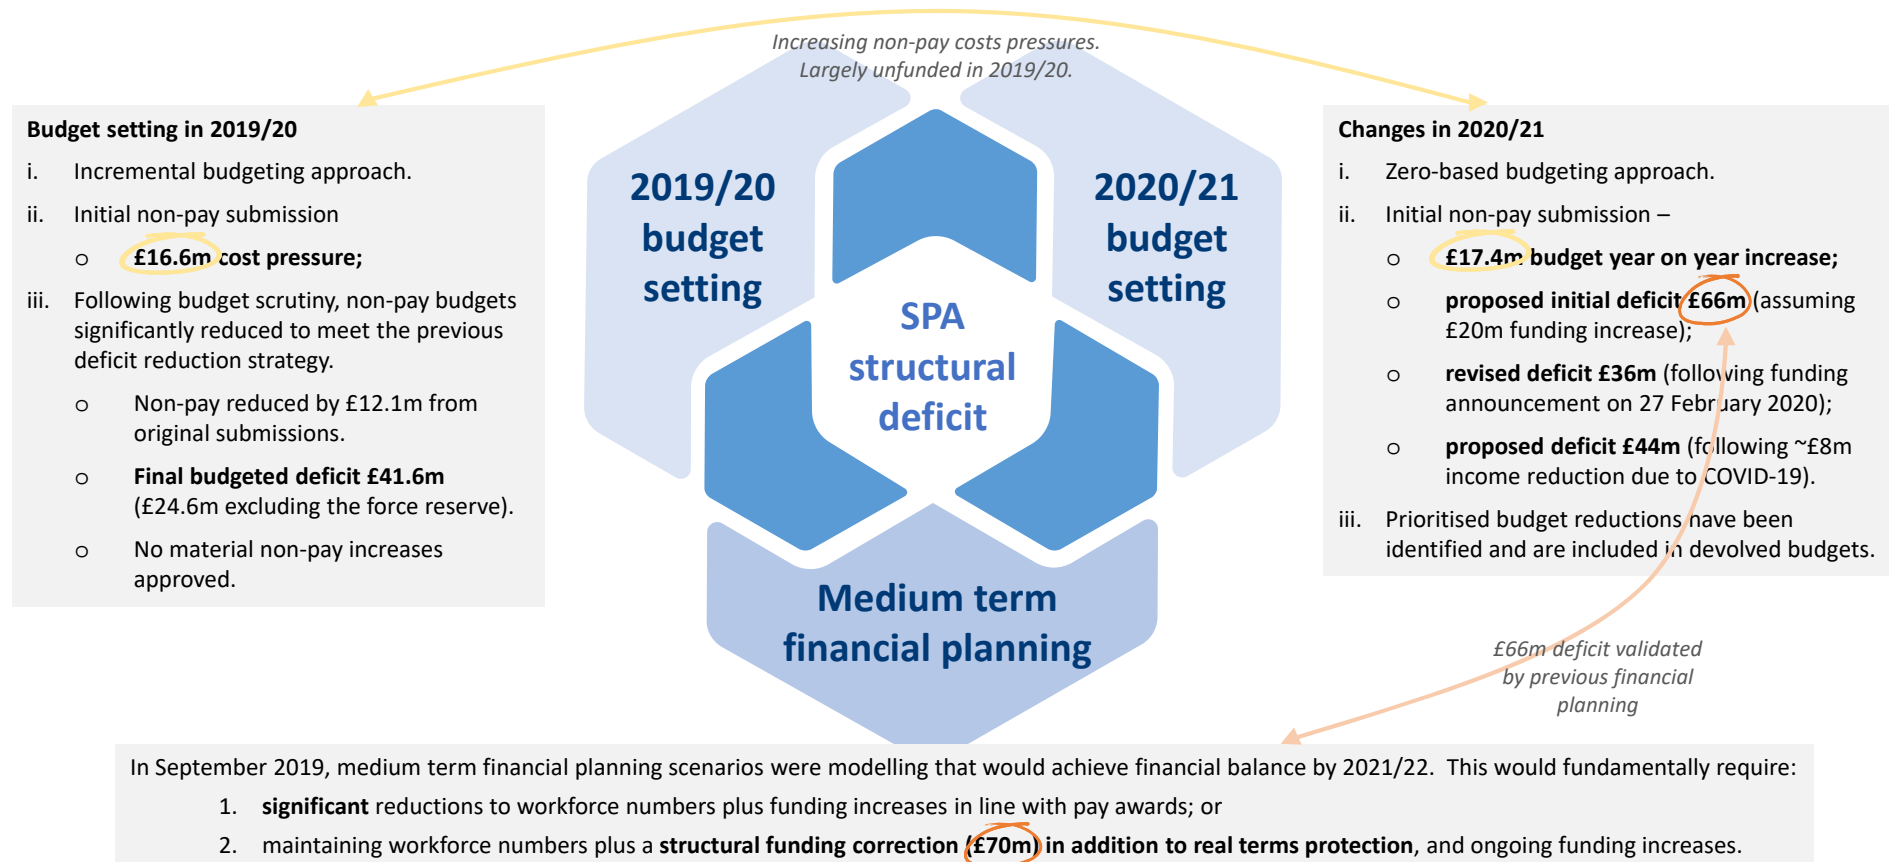 Increasing non-pay costs pressures.
Largely unfunded in 2019/20.
Budget setting in 2019/20
i. Incremental budgeting approach.
ii. Initial non-pay submission
o £16.6m cost pressure;
iii. Following budget scrutiny, non-pay budgets
significantly reduced to meet the previous
deficit reduction strategy.
o Non-pay reduced by £12.1m from
original submissions.
o Final budgeted deficit £41.6m
(£24.6m excluding the force reserve).
o No material non-pay increases
approved.
2019/20
budget
setting
2020/21
budget
setting
SPA
structural
deficit
Medium term
financial planning
Changes in 2020/21
i. Zero-based budgeting approach.
ii. Initial non-pay submission –
o £17.4m budget year on year increase;
o proposed initial deficit £66m (assuming
£20m funding increase);
o revised deficit £36m (following funding
announcement on 27 February 2020);
o proposed deficit £44m (following ~£8m
income reduction due to COVID-19).
iii. Prioritised budget reductions have been
identified and are included in devolved budgets.
£66m deficit validated
by previous financial
planning
In September 2019, medium term financial planning scenarios were modelling that would achieve financial balance by 2021/22. This would fundamentally require:
1. significant reductions to workforce numbers plus funding increases in line with pay awards; or
2. maintaining workforce numbers plus a structural funding correction (£70m) in addition to real terms protection, and ongoing funding increases.